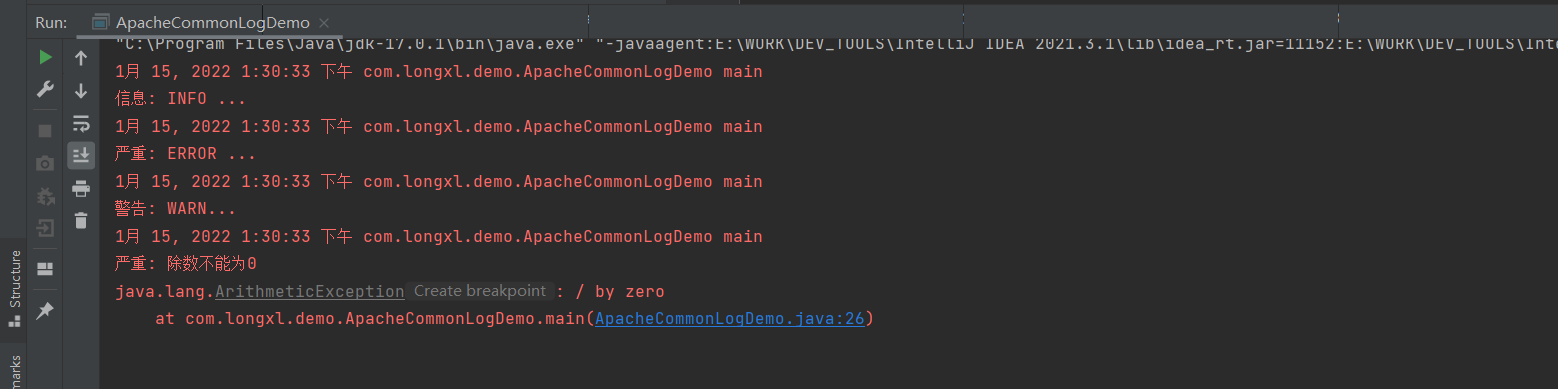 Run: ApacheCommonLogDemo
"C:\Program Files\Java\jdk-17.0.1\bin\java.exe" "-javaagent:E:\WORK\DEV_TOOLS\IntelliJ IDEA 2021.3.1\lib\idea_rt.jar=11152:E:\WORK\DEV_TOOLS\Inte
1月 15, 2022 1:30:33 下午 com.longxl.demo.ApacheCommonLogDemo main
信息: INFO ...
1月 15, 2022 1:30:33 下午 com.longxl.demo.ApacheCommonLogDemo main
严重: ERROR ...
1月 15, 2022 1:30:33 下午 com.longxl.demo.ApacheCommonLogDemo main
警告: WARN...
1月 15, 2022 1:30:33 下午 com.longxl.demo.ApacheCommonLogDemo main
严重: 除数不能为0
java.lang.ArithmeticException Create breakpoint : / by zero
at com.longxl.demo.ApacheCommonLogDemo.main(ApacheCommonLogDemo.java:26)
Structure
marks